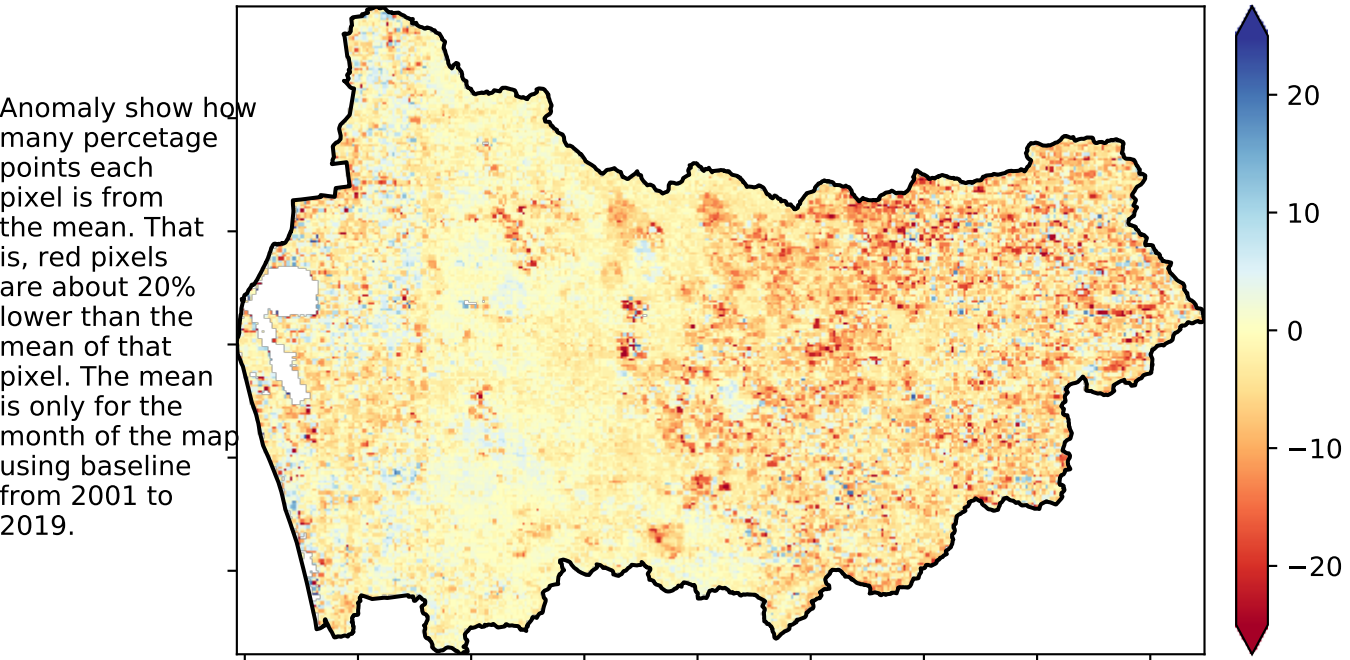 Anomaly show how
many percetage
points each
pixel is from
the mean. That
is, red pixels
are about 20%
lower than the
mean of that
pixel. The mean
is only for the
month of the map
using baseline
from 2001 to
2019.
20
10
0
−10
−20